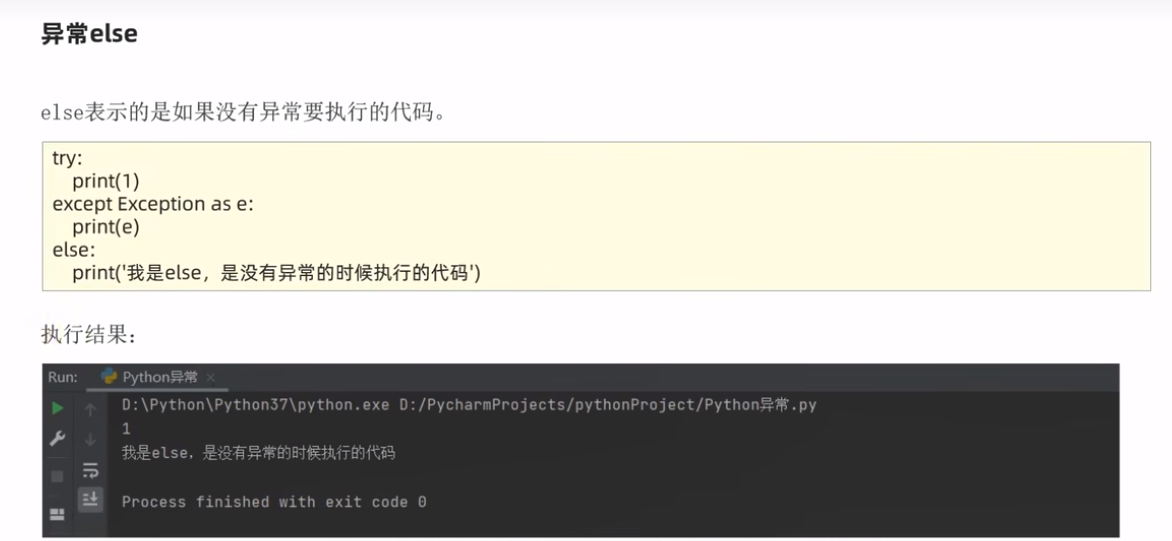 异常else
else表示的是如果没有异常要执行的代码。
try:
    print(1)
except Exception as e:
    print(e)
else:
    print('我是else，是没有异常的时候执行的代码')
执行结果：
Run: Python异常 ×
D:\Python\Python37\python.exe D:/PycharmProjects/pythonProject/Python异常.py
1
我是else，是没有异常的时候执行的代码
Process finished with exit code 0